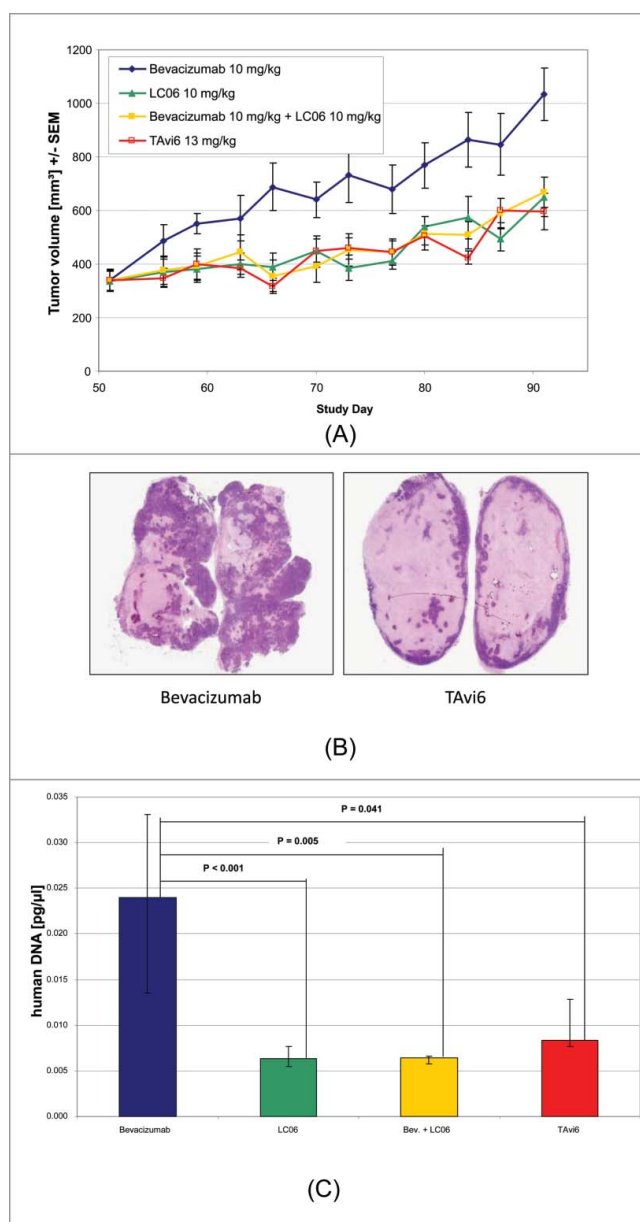 1200
1000
800
600
400
200
0
Tumor volume [mm³] +/- SEM
Bevacizumab 10 mg/kg
LC06 10 mg/kg
Bevacizumab 10 mg/kg + LC06 10 mg/kg
TAvi6 13 mg/kg
50 60 70 80 90
Study Day
(A)
Bevacizumab TAvi6
(B)
0.035
0.030
0.025
0.020
0.015
0.010
0.005
0.000
human DNA [pg/µl]
P = 0.041
P = 0.005
P < 0.001
Bevacizumab LC06 Bev. + LC06 TAvi6
(C)